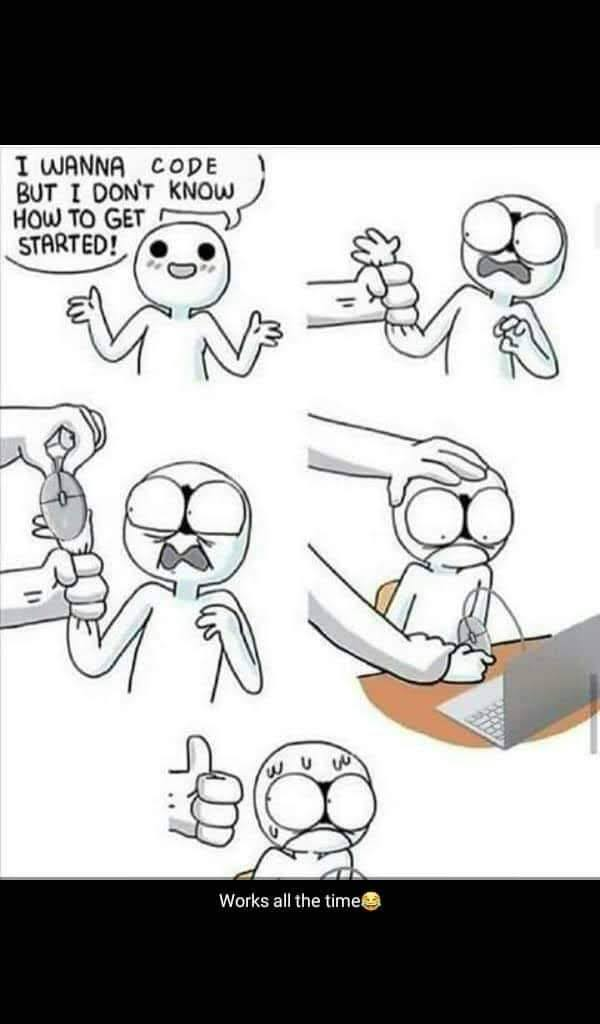 I WANNA CODE
BUT I DON'T KNOW
HOW TO GET
STARTED!
Works all the time😂